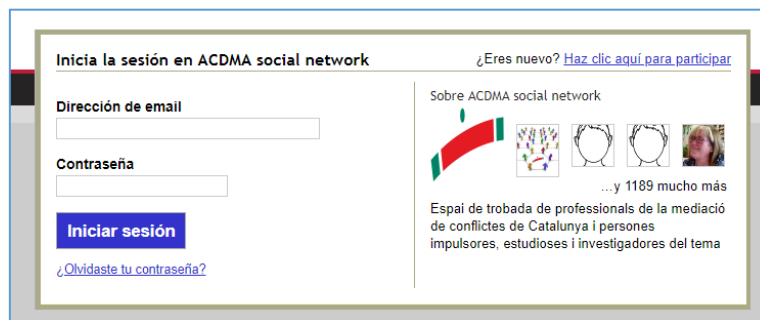 Inicia la sesión en ACDMA social network
¿Eres nuevo? Haz clic aquí para participar
Dirección de email
Contraseña
Iniciar sesión
¿Olvidaste tu contraseña?
Sobre ACDMA social network
...y 1189 mucho más
Espai de trobada de professionals de la mediació
de conflictes de Catalunya i persones
impulsores, estudioses i investigadores del tema